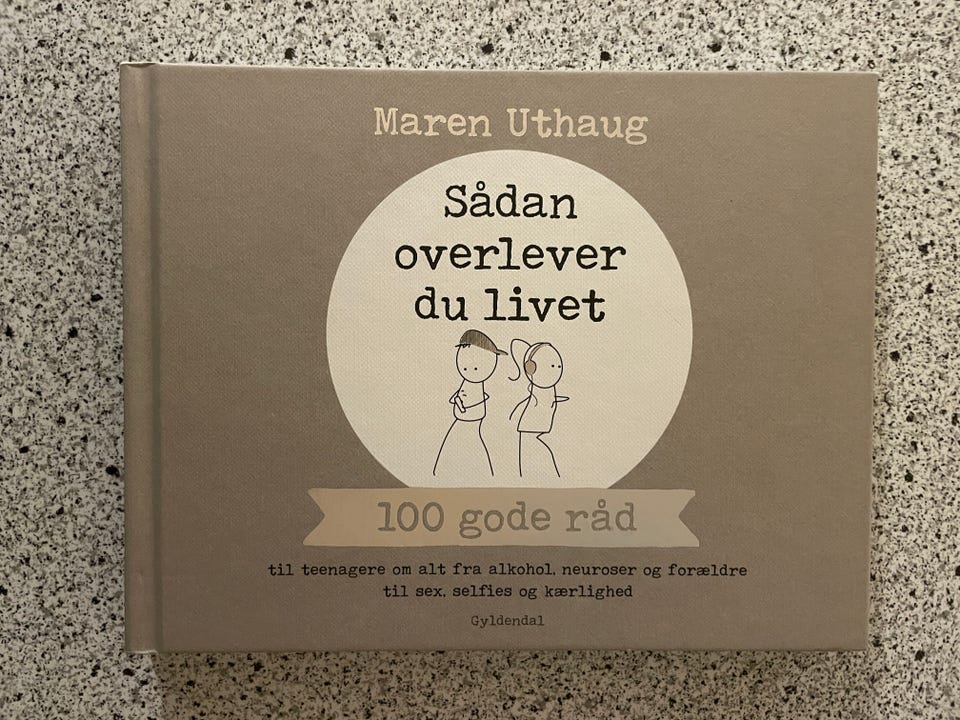 Maren Uthaug
Sådan
overlever
du livet
100 gode råd
til teenagere om alt fra alkohol, neuroser og forældre
til sex, selfies og kærlighed
Gyldendal